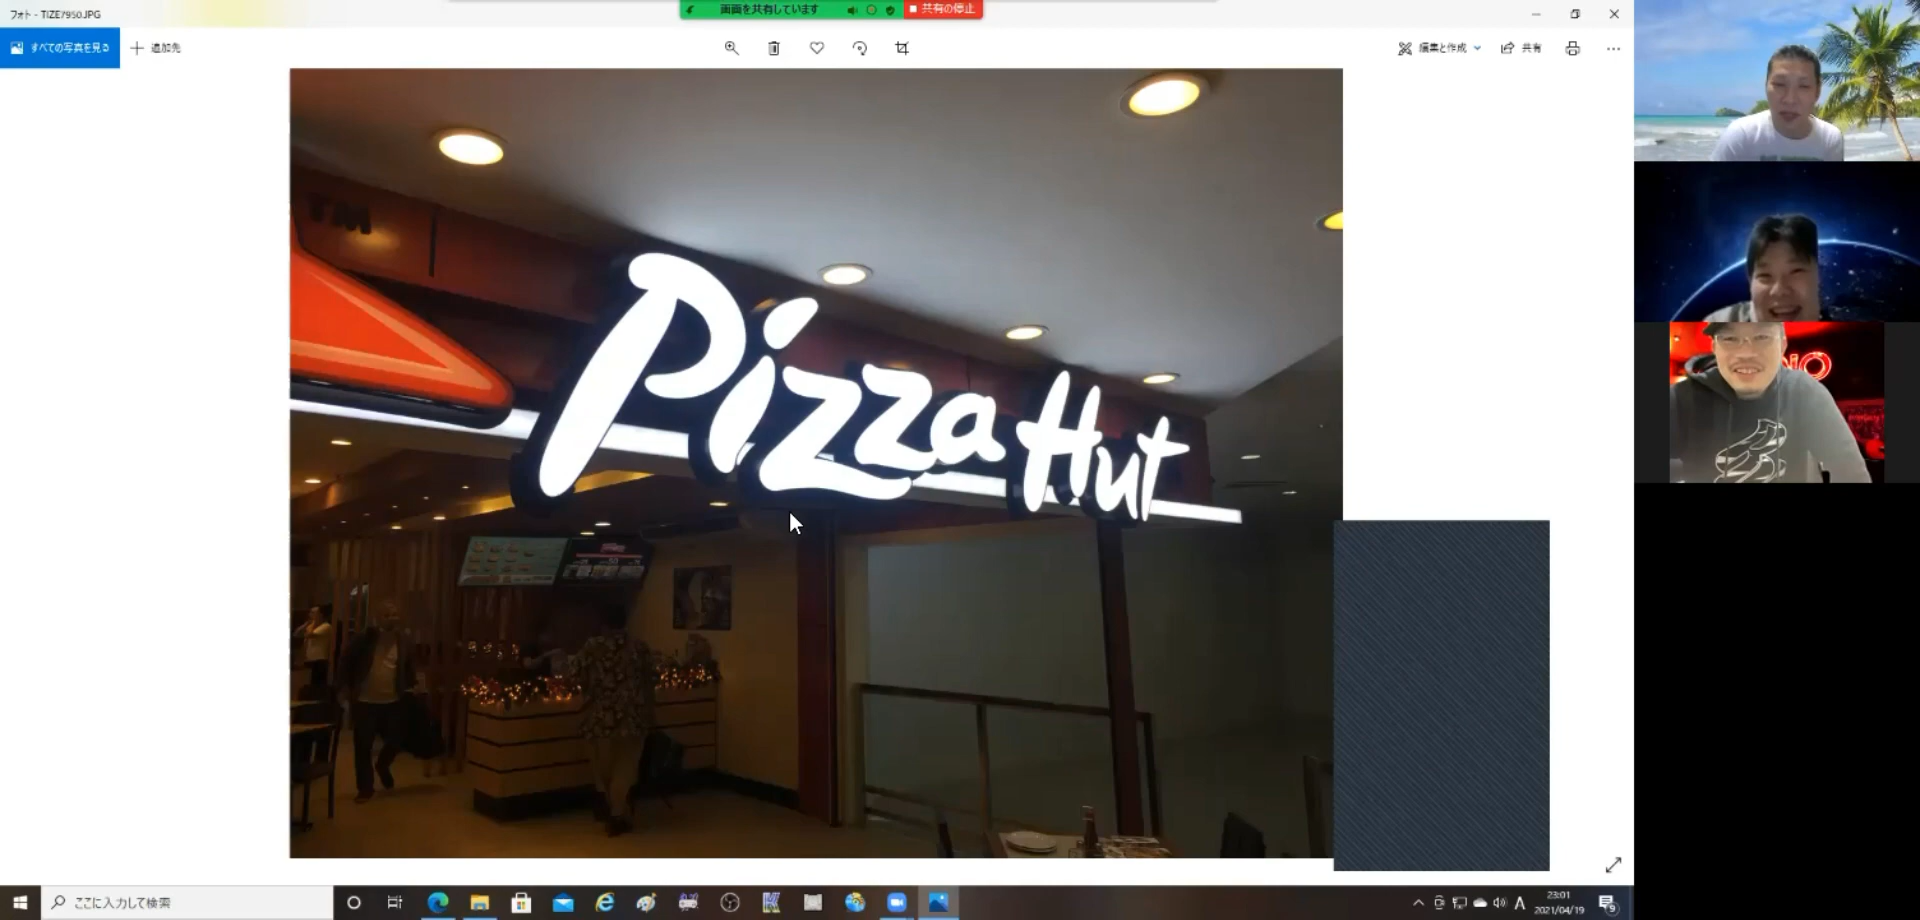 フォト - TIZE7950.JPG
画面を共有しています
共有の停止
すべての写真を見る
追加先
編集と作成
共有
TM
Pizza Hut
NO
ここに入力して検索
A
23:01
2021/04/19